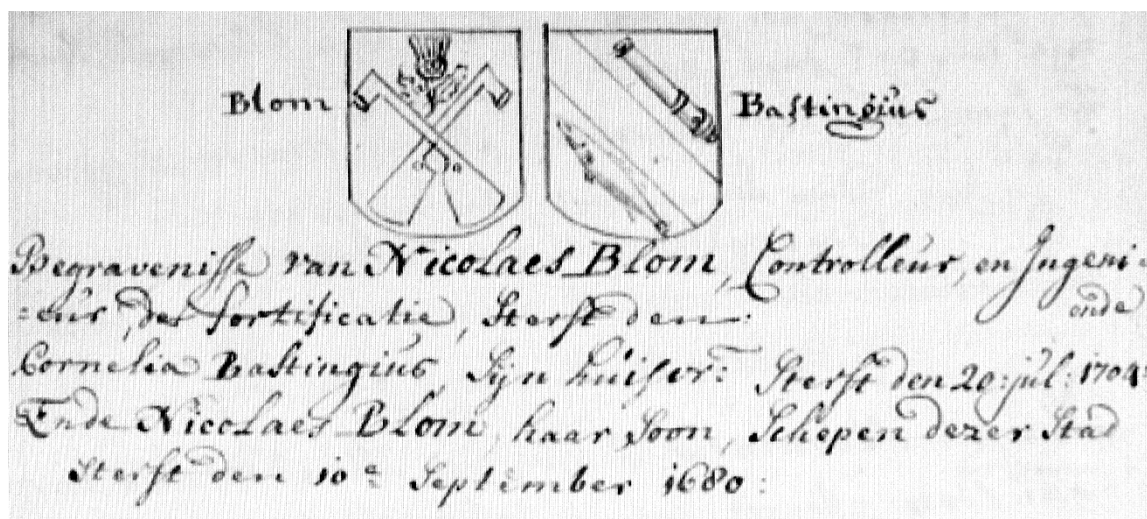 Blom
Bastingius
Begravenisse van Nicolaes Blom, Controlleur, en Ingeni-
=eur, der fortificatie, Sterft den: ende
Cornelia Bastingius, Sijn huisvr: Sterft den 20: jul: 1704:
Ende Nicolaes Blom, haar Soon, Schepen dezer Stad
Sterft den 10e September 1680: